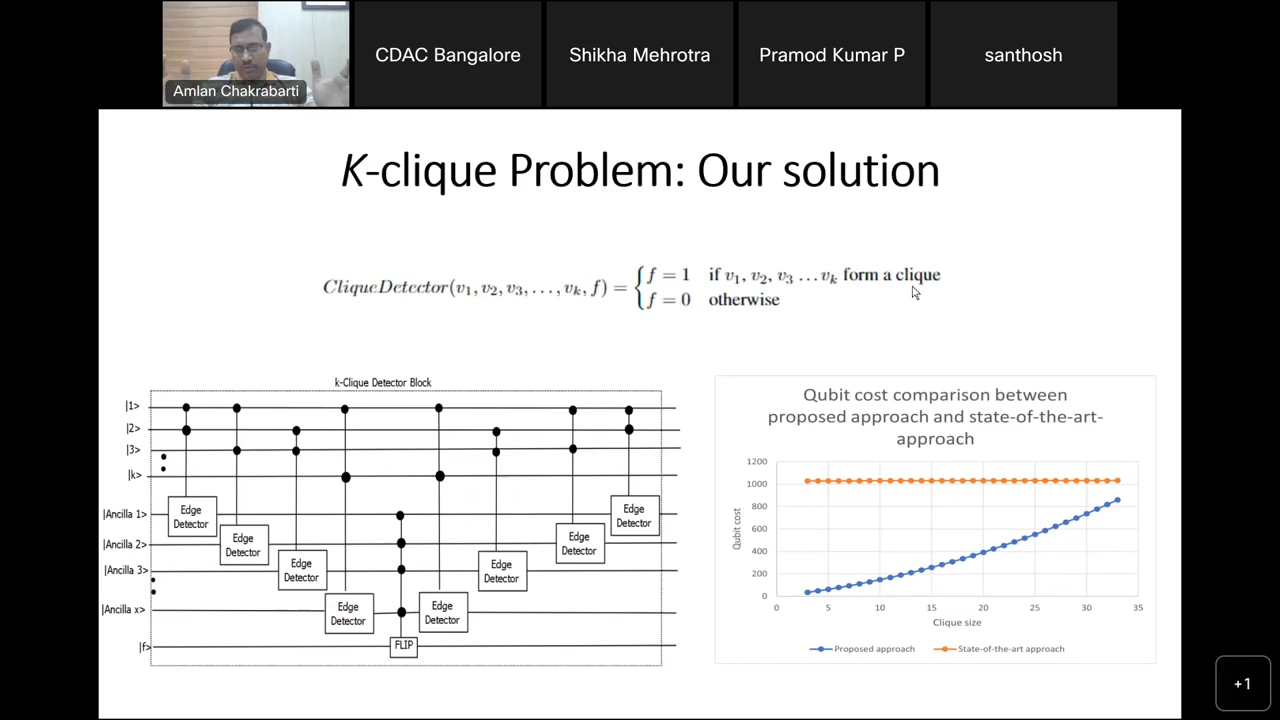 Amlan Chakrabarti
CDAC Bangalore
Shikha Mehrotra
Pramod Kumar P
santhosh
K-clique Problem: Our solution
CliqueDetector(v₁, v₂, v₃, ..., vₖ, f) = { f = 1 if v₁, v₂, v₃ ... vₖ form a clique
f = 0 otherwise
k-Clique Detector Block
|1>
|2>
|3>
|k>
|Ancilla 1>
|Ancilla 2>
|Ancilla 3>
|Ancilla x>
|f>
Edge
Detector
Edge
Detector
Edge
Detector
Edge
Detector
FLIP
Edge
Detector
Edge
Detector
Edge
Detector
Edge
Detector
Qubit cost comparison between
proposed approach and state-of-the-art-
approach
Qubit cost
1200
1000
800
600
400
200
0
0 5 10 15 20 25 30 35
Clique size
Proposed approach
State-of-the-art approach
+1